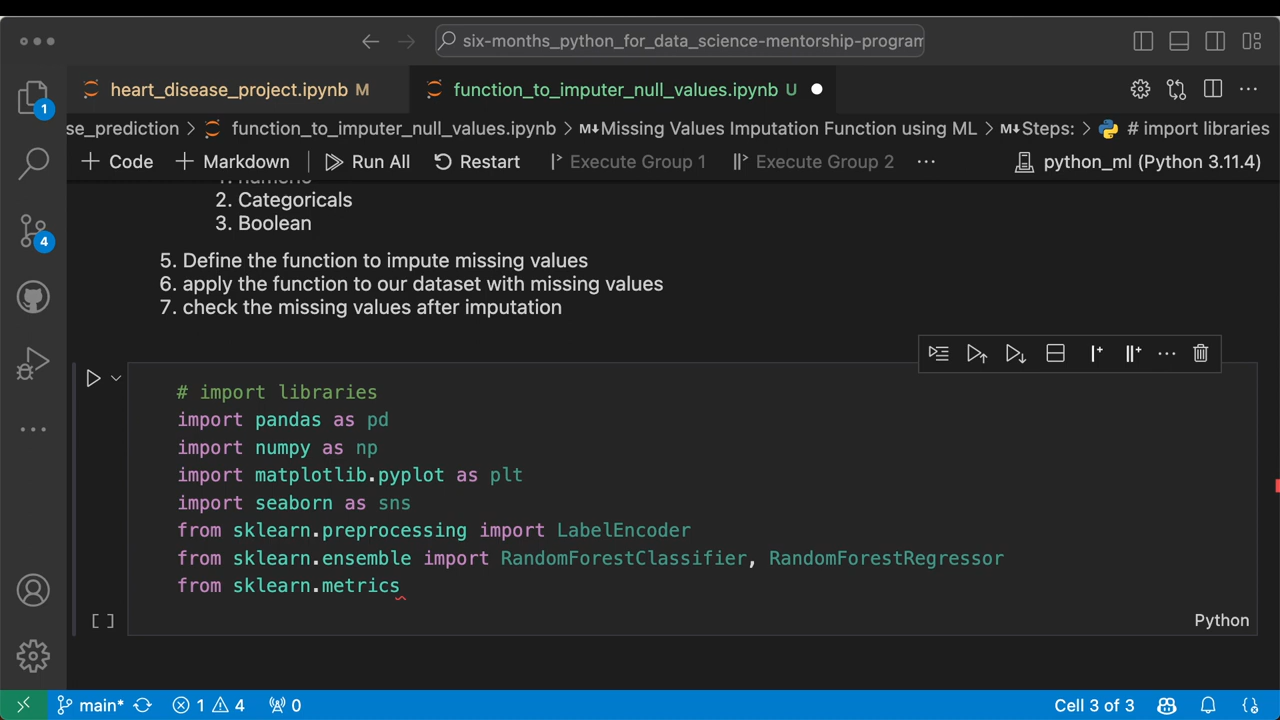 six-months_python_for_data_science-mentorship-program
1
heart_disease_project.ipynb M
function_to_imputer_null_values.ipynb U
se_prediction > function_to_imputer_null_values.ipynb > M↓Missing Values Imputation Function using ML > M↓Steps: > # import libraries
+ Code + Markdown | Run All Restart Execute Group 1 Execute Group 2 ... python_ml (Python 3.11.4)
1. numeric
2. Categoricals
3. Boolean
4
5. Define the function to impute missing values
6. apply the function to our dataset with missing values
7. check the missing values after imputation
# import libraries
import pandas as pd
import numpy as np
import matplotlib.pyplot as plt
import seaborn as sns
from sklearn.preprocessing import LabelEncoder
from sklearn.ensemble import RandomForestClassifier, RandomForestRegressor
from sklearn.metrics
[ ]
Python
main* 1 4 0 Cell 3 of 3